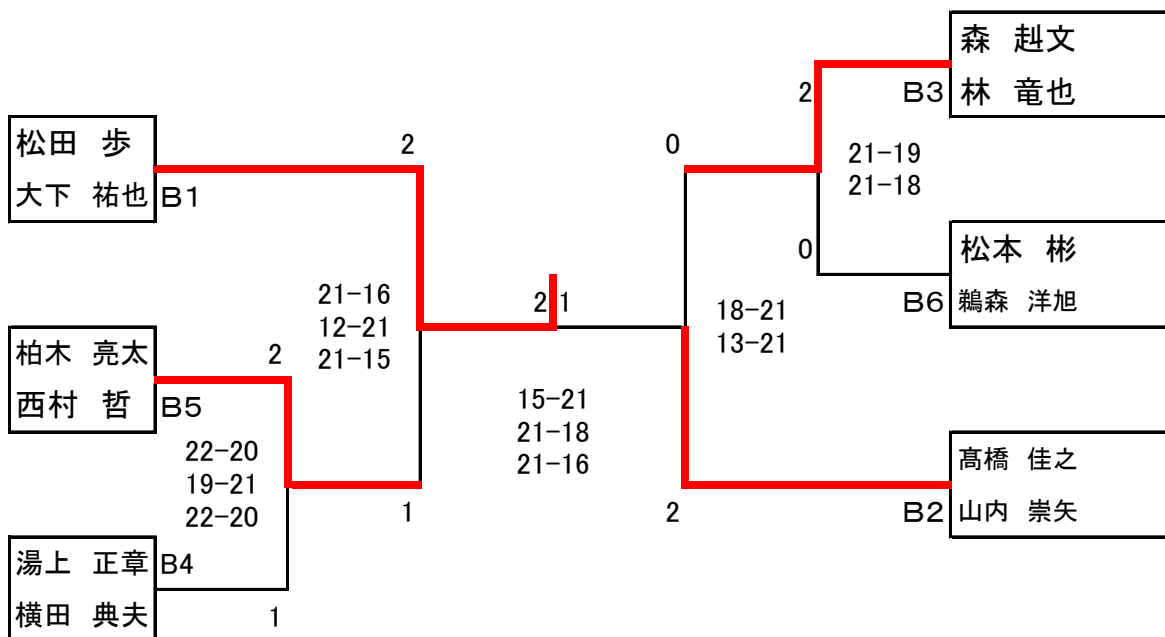 森 赳文
2
B3
林 竜也
松田 歩
2
0
21-19
大下 祐也
B1
21-18
松本 彬
0
21-16
2
1
18-21
B6
鵜森 洋旭
12-21
13-21
柏木 亮太
2
21-15
西村 哲
B5
15-21
22-20
21-18
髙橋 佳之
19-21
21-16
22-20
1
2
B2
山内 崇矢
湯上 正章
B4
横田 典夫
1